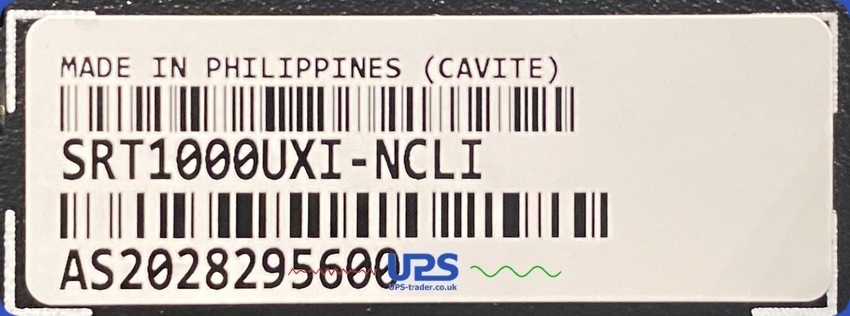 MADE IN PHILIPPINES (CAVITE)
SRT1000UXI-NCLI
AS2028295600
UPS
UPS-trader.co.uk